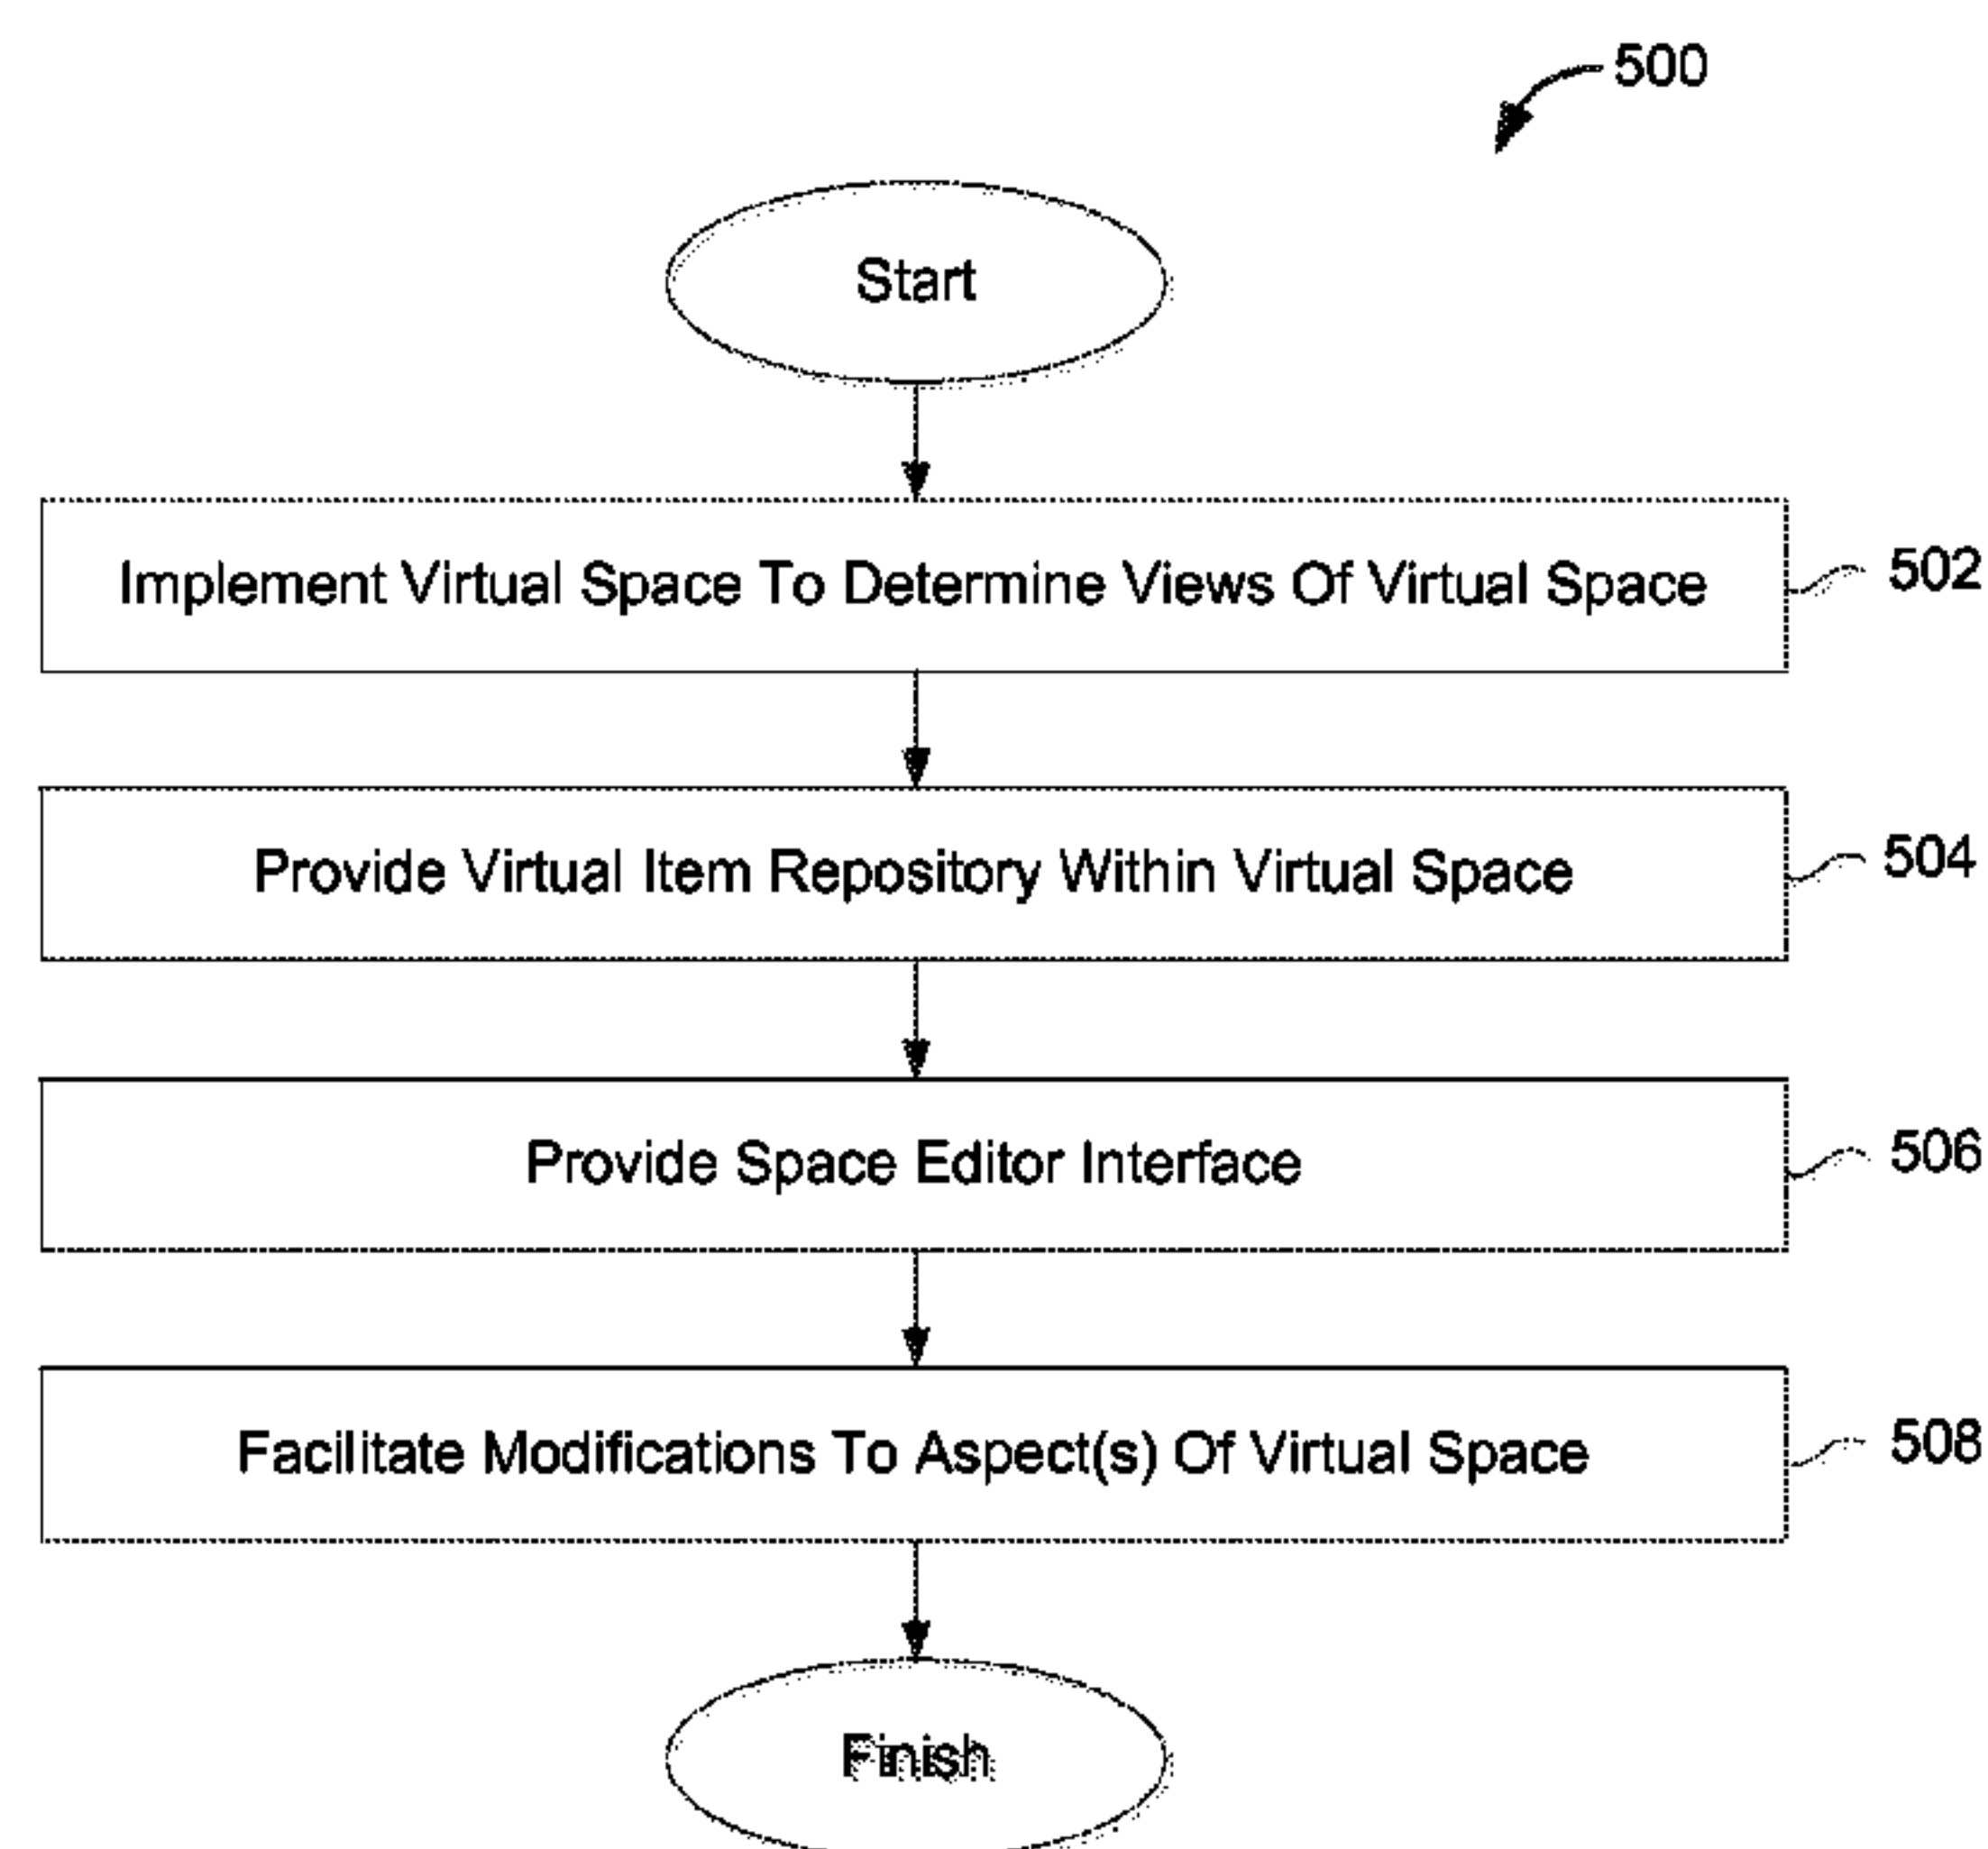 500
Start
Implement Virtual Space To Determine Views Of Virtual Space
502
Provide Virtual Item Repository Within Virtual Space
504
Provide Space Editor Interface
506
Facilitate Modifications To Aspect(s) Of Virtual Space
508
Finish